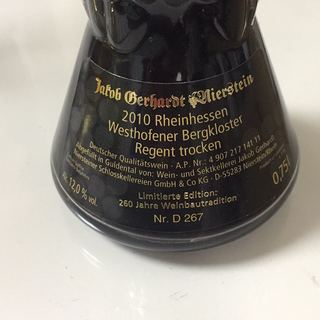 Jakob Gerhardt Nierstein
2010 Rheinhessen
Westhofener Bergkloster
Regent trocken
Deutscher Qualitätswein - A.P. Nr.: 4 907 217 141 11
Abgefüllt in Guldental von: Wein- und Sektkellerei Jakob Gerhardt
Niersteiner Schlosskellereien GmbH & Co KG - D-55283 Nierstein/Rhein
Alc. 12,0 % vol.
0,75 l
Limitierte Edition:
260 Jahre Weinbautradition
Nr. D 267